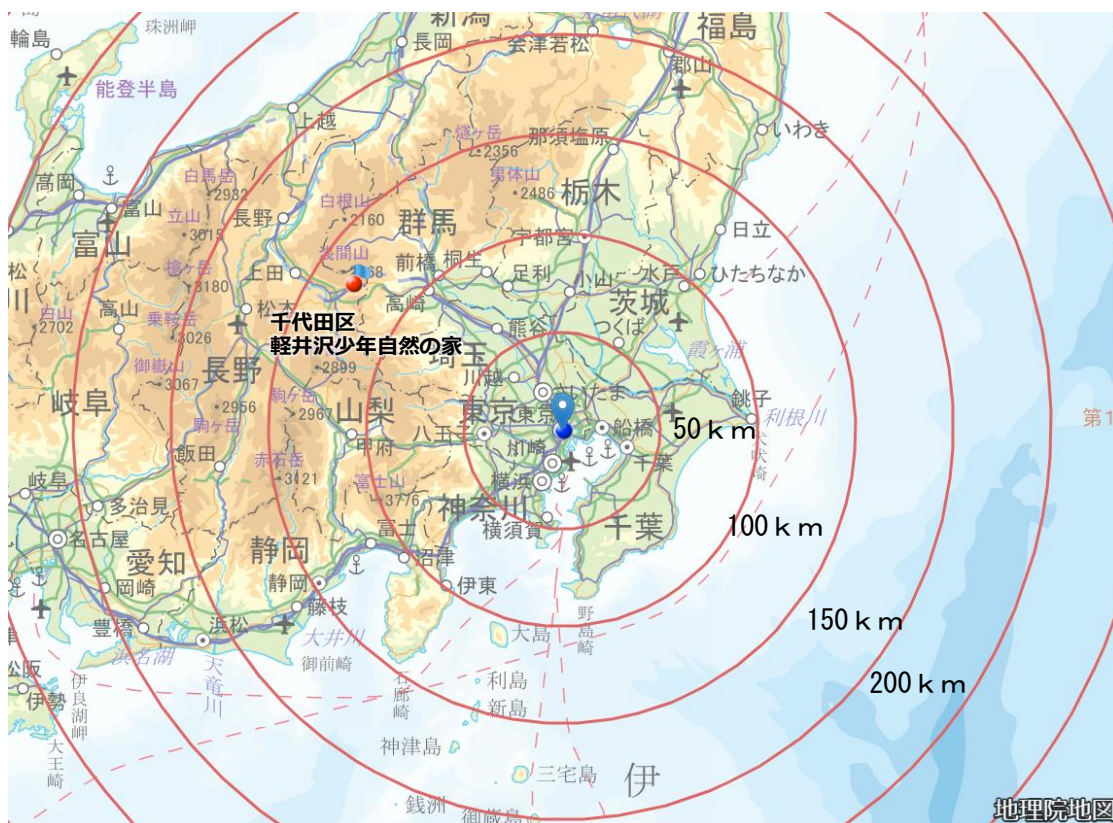 新潟
福島
輪島
珠洲岬
能登半島
長岡
会津若松
郡山
いわき
上越
燧ヶ岳
2356
那須塩原
高岡
富山
富山
白馬岳
2932
立山
3015
長野
白根山
2160
群馬
男体山
2486
栃木
宇都宮
日立
槍ヶ岳
3180
上田
浅間山
前橋
桐生
足利
小山
水戸
ひたちなか
高崎
茨城
白山
2702
高山
乗鞍岳
3026
松本
千代田区
軽井沢少年自然の家
熊谷
つくば
霞ヶ浦
御嶽山
3067
長野
2899
埼玉
川越
さいたま
岐阜
2956
駒ヶ岳
駒ケ岳
2967
山梨
東京
東京
八王子
甲府
川崎
船橋
千葉
50km
銚子
利根川
犬吠埼
第1
飯田
赤石岳
3121
富士山
3776
横浜
神奈川
横須賀
千葉
100km
岐阜
多治見
名古屋
愛知
静岡
富士
沼津
岡崎
静岡
伊東
藤枝
豊橋
浜松
大井川
大島
野島崎
150km
浜名湖
天竜川
御前崎
石廊崎
利島
200km
松阪
伊勢
伊良湖岬
新島
大王崎
神津島
三宅島
伊
銭洲
御蔵島
地理院地図